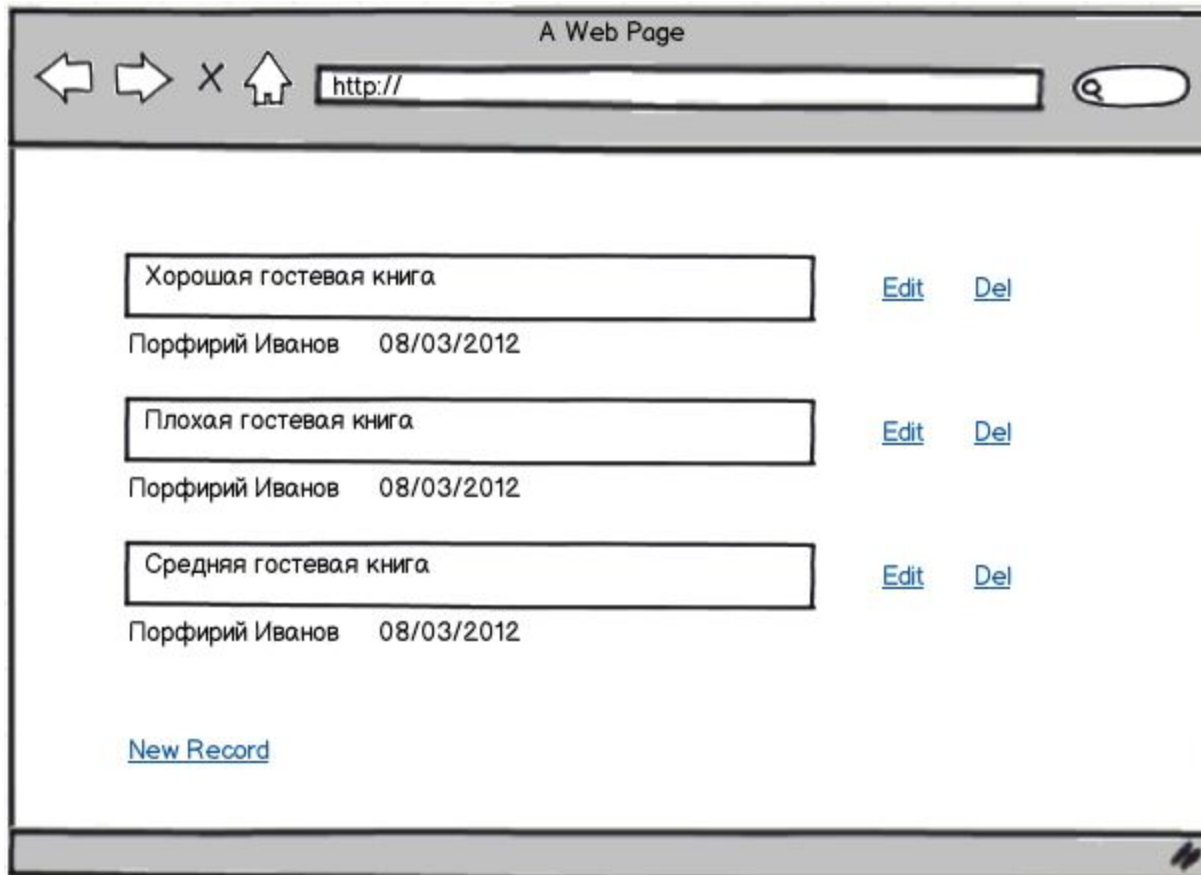 A Web Page
http://
Хорошая гостевая книга
Edit Del
Порфирий Иванов 08/03/2012
Плохая гостевая книга
Edit Del
Порфирий Иванов 08/03/2012
Средняя гостевая книга
Edit Del
Порфирий Иванов 08/03/2012
New Record